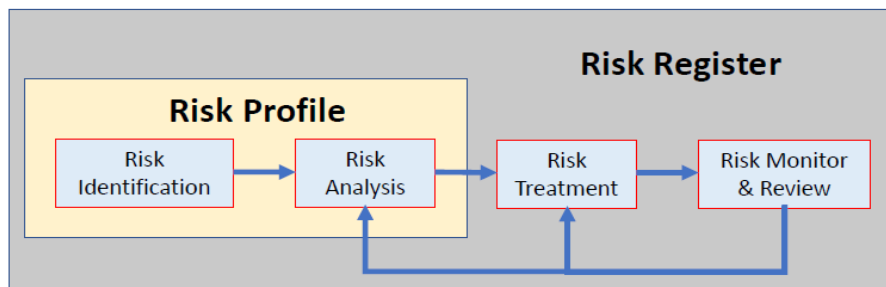 Risk Register
Risk Profile
Risk
Identification
Risk
Analysis
Risk
Treatment
Risk Monitor
& Review